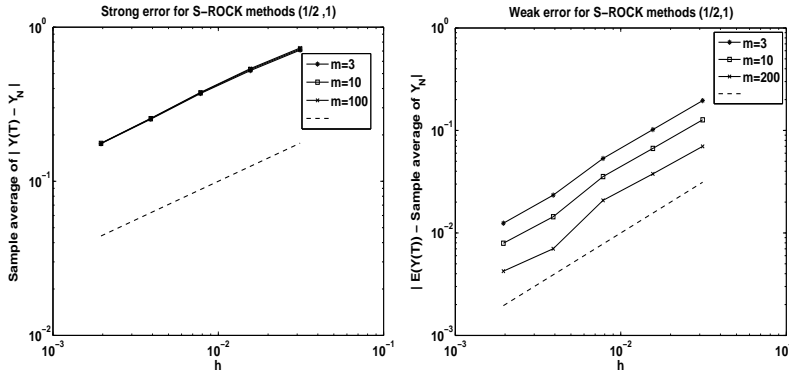 Strong error for S-ROCK methods (1/2 ,1)
Sample average of | Y(T) − Y_N |
10^0
10^-1
10^-2
10^-3
10^-2
10^-1
h
m=3
m=10
m=100
Weak error for S-ROCK methods (1/2,1)
| E(Y(T)) − Sample average of Y_N |
10^0
10^-1
10^-2
10^-3
10^-3
10^-2
10^-1
h
m=3
m=10
m=200